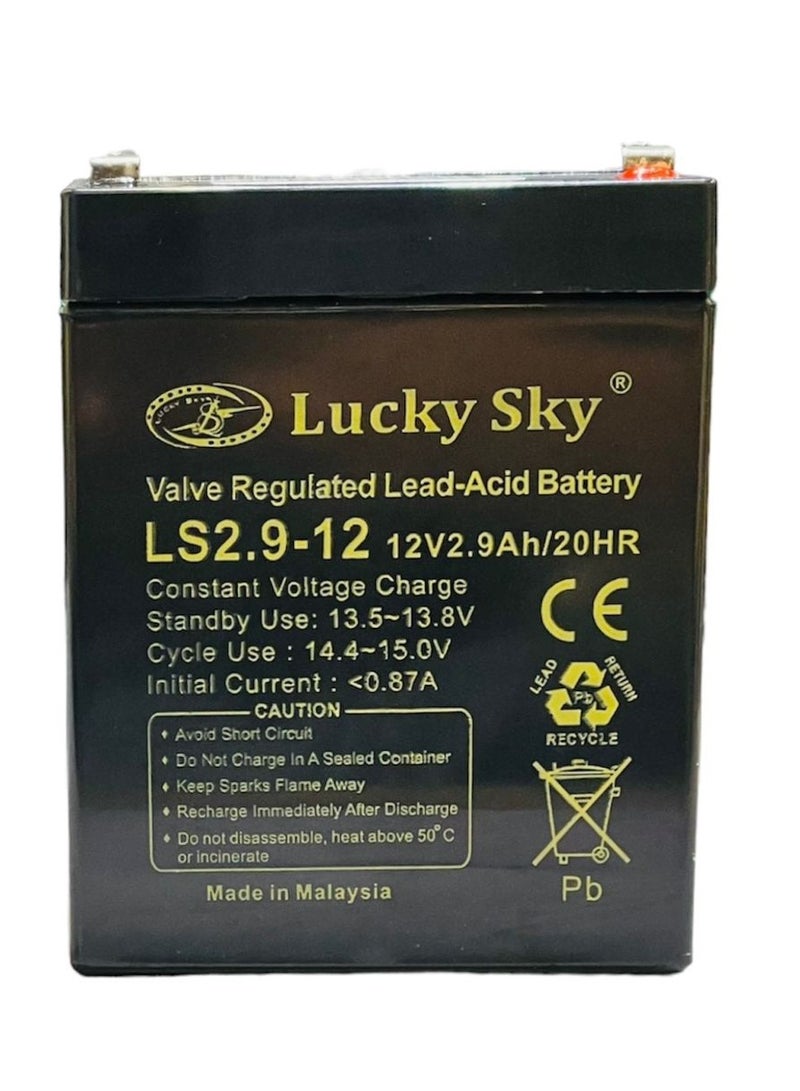 LUCKY SKY
Lucky Sky ®
Valve Regulated Lead-Acid Battery
LS2.9-12 12V2.9Ah/20HR
Constant Voltage Charge
Standby Use: 13.5~13.8V
Cycle Use : 14.4~15.0V
Initial Current : <0.87A
CE
LEAD RETURN
Pb
RECYCLE
CAUTION
♦ Avoid Short Circuit
♦ Do Not Charge In A Sealed Container
♦ Keep Sparks Flame Away
♦ Recharge Immediately After Discharge
♦ Do not disassemble, heat above 50°C
or incinerate
Pb
Made in Malaysia